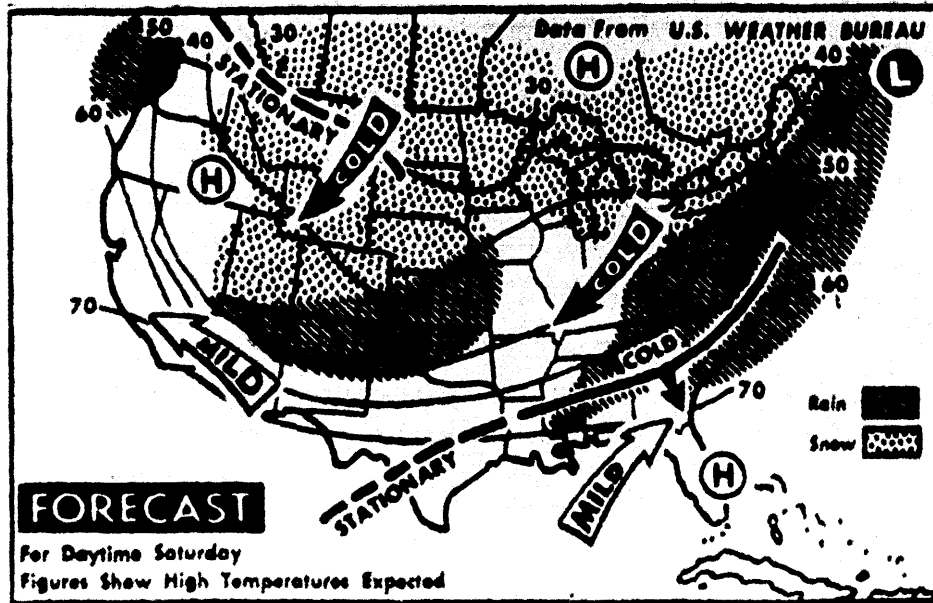 Data From U.S. WEATHER BUREAU
50
40
30
H
40
L
STATIONARY
30
60
COLD
50
H
COLD
60
70
MILD
COLD
70
Rain
Snow
STATIONARY
MILD
H
FORECAST
For Daytime Saturday
Figures Show High Temperatures Expected